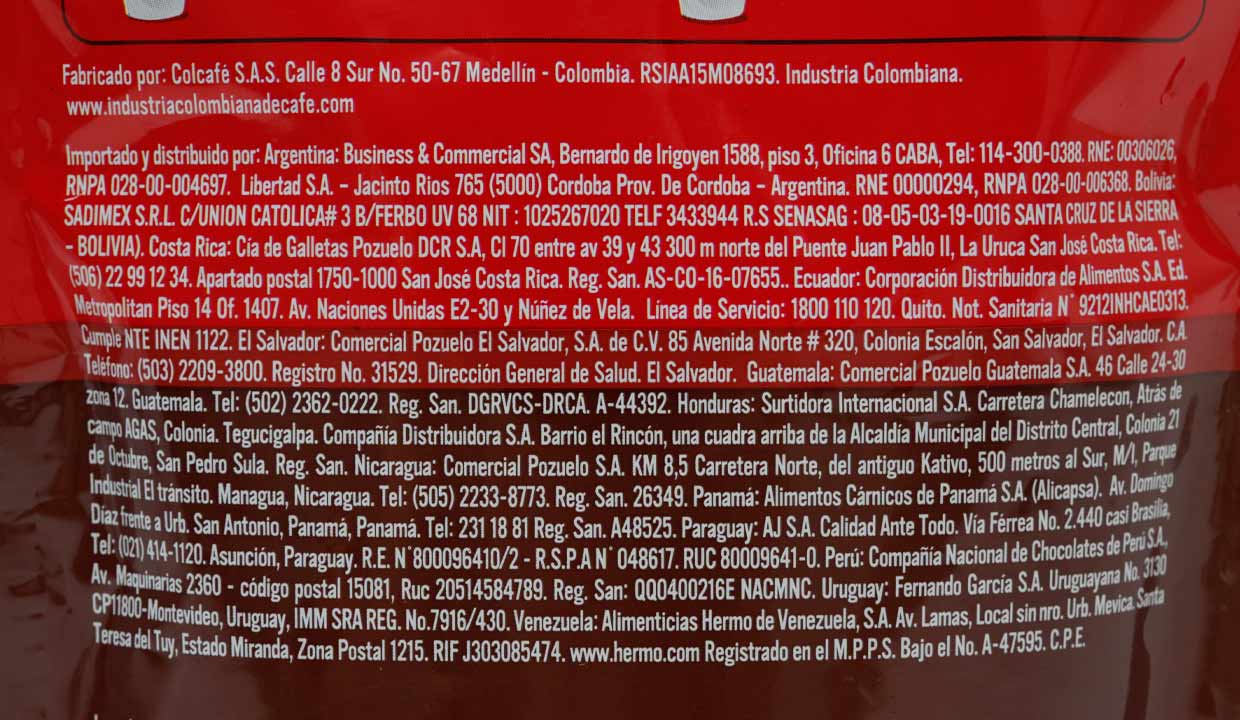 Fabricado por: Colcafé S.A.S. Calle 8 Sur No. 50-67 Medellín - Colombia. RSIAA15M08693. Industria Colombiana.
www.industriacolombianadecafe.com
Importado y distribuido por: Argentina: Business & Commercial SA, Bernardo de Irigoyen 1588, piso 3, Oficina 6 CABA, Tel: 114-300-0388. RNE: 00306026,
RNPA 028-00-004697. Libertad S.A. - Jacinto Rios 765 (5000) Cordoba Prov. De Cordoba - Argentina. RNE 00000294, RNPA 028-00-006368. Bolivia:
SADIMEX S.R.L. C/UNION CATOLICA# 3 B/FERBO UV 68 NIT : 1025267020 TELF 3433944 R.S SENASAG : 08-05-03-19-0016 SANTA CRUZ DE LA SIERRA
- BOLIVIA). Costa Rica: Cía de Galletas Pozuelo DCR S.A, Cl 70 entre av 39 y 43 300 m norte del Puente Juan Pablo II, La Uruca San José Costa Rica. Tel:
(506) 22 99 12 34. Apartado postal 1750-1000 San José Costa Rica. Reg. San. AS-CO-16-07655.. Ecuador: Corporación Distribuidora de Alimentos S.A. Ed.
Metropolitan Piso 14 Of. 1407. Av. Naciones Unidas E2-30 y Núñez de Vela. Línea de Servicio: 1800 110 120. Quito. Not. Sanitaria N° 9212INHCAE0313.
Cumple NTE INEN 1122. El Salvador: Comercial Pozuelo El Salvador, S.A. de C.V. 85 Avenida Norte # 320, Colonia Escalón, San Salvador, El Salvador. C.A.
Teléfono: (503) 2209-3800. Registro No. 31529. Dirección General de Salud. El Salvador. Guatemala: Comercial Pozuelo Guatemala S.A. 46 Calle 24-30
zona 12. Guatemala. Tel: (502) 2362-0222. Reg. San. DGRVCS-DRCA. A-44392. Honduras: Surtidora Internacional S.A. Carretera Chamelecon, Atrás de
campo AGAS, Colonia. Tegucigalpa. Compañía Distribuidora S.A. Barrio el Rincón, una cuadra arriba de la Alcaldía Municipal del Distrito Central, Colonia 21
de Octubre, San Pedro Sula. Reg. San. Nicaragua: Comercial Pozuelo S.A. KM 8,5 Carretera Norte, del antiguo Kativo, 500 metros al Sur, M/I, Parque
Industrial El tránsito. Managua, Nicaragua. Tel: (505) 2233-8773. Reg. San. 26349. Panamá: Alimentos Cárnicos de Panamá S.A. (Alicapsa). Av. Domingo
Díaz frente a Urb. San Antonio, Panamá, Panamá. Tel: 231 18 81 Reg. San. A48525. Paraguay: AJ S.A. Calidad Ante Todo. Vía Férrea No. 2.440 casi Brasilia,
Tel: (021) 414-1120. Asunción, Paraguay. R.E. N°800096410/2 - R.S.P.A N° 048617. RUC 80009641-0. Perú: Compañía Nacional de Chocolates de Perú S.A.,
Av. Maquinarias 2360 - código postal 15081, Ruc 20514584789. Reg. San: QQ0400216E NACMNC. Uruguay: Fernando García S.A. Uruguayana No. 3130
CP11800-Montevideo, Uruguay, IMM SRA REG. No.7916/430. Venezuela: Alimenticias Hermo de Venezuela, S.A. Av. Lamas, Local sin nro. Urb. Mevica. Santa
Teresa del Tuy, Estado Miranda, Zona Postal 1215. RIF J303085474. www.hermo.com Registrado en el M.P.P.S. Bajo el No. A-47595. C.P.E.